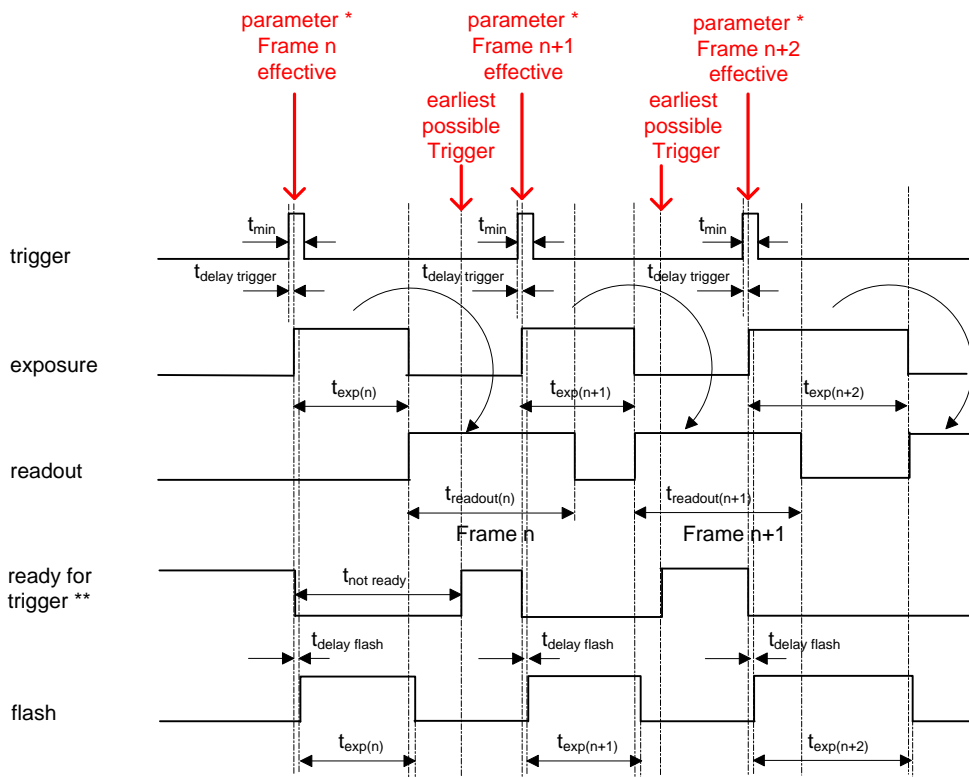 parameter *
Frame n
effective
parameter *
Frame n+1
effective
parameter *
Frame n+2
effective
earliest
possible
Trigger
earliest
possible
Trigger
trigger
tmin
tmin
tmin
tdelay trigger
tdelay trigger
tdelay trigger
exposure
texp(n)
texp(n+1)
texp(n+2)
readout
treadout(n)
treadout(n+1)
Frame n
Frame n+1
ready for
trigger **
tnot ready
tdelay flash
tdelay flash
tdelay flash
flash
texp(n)
texp(n+1)
texp(n+2)